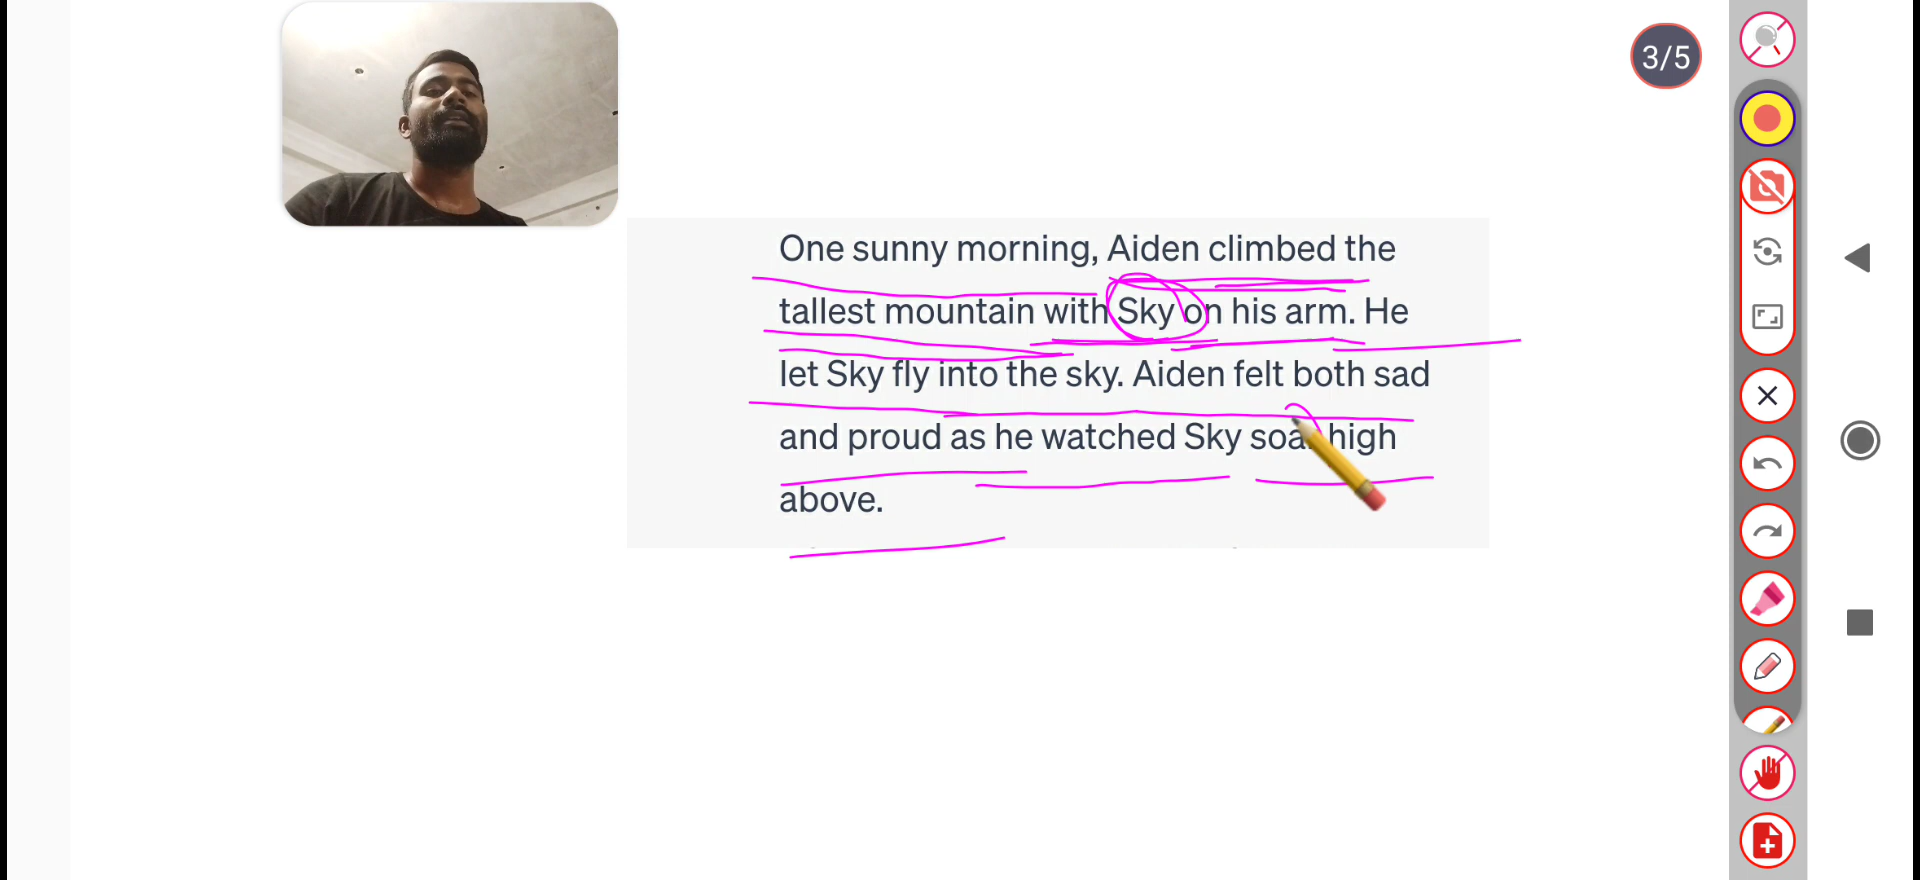 3/5
One sunny morning, Aiden climbed the
tallest mountain with Sky on his arm. He
let Sky fly into the sky. Aiden felt both sad
and proud as he watched Sky soar high
above.